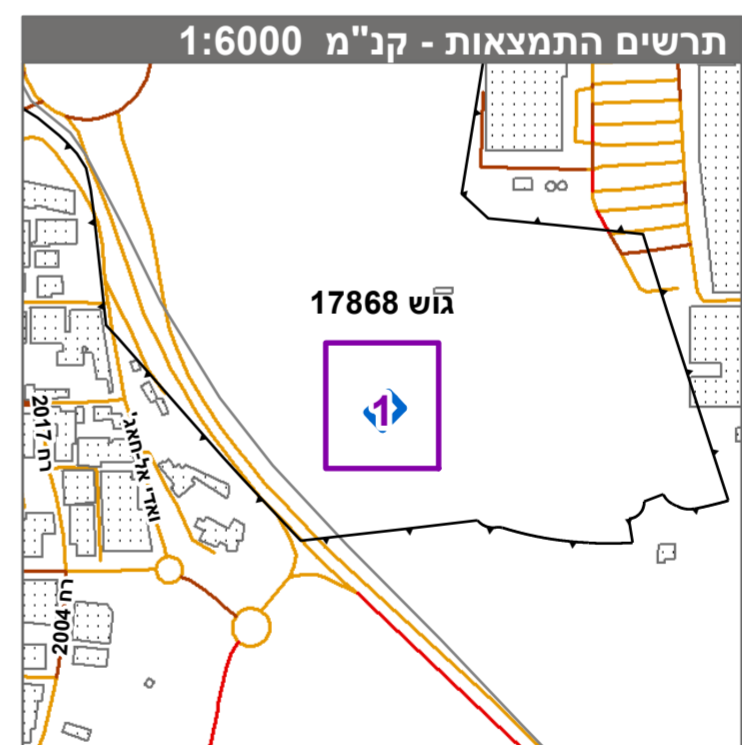 תרשים התמצאות - קנ"מ 1:6000
גוש 17868
1
רח 2017
ואדי אל-חאג'
רח 2004